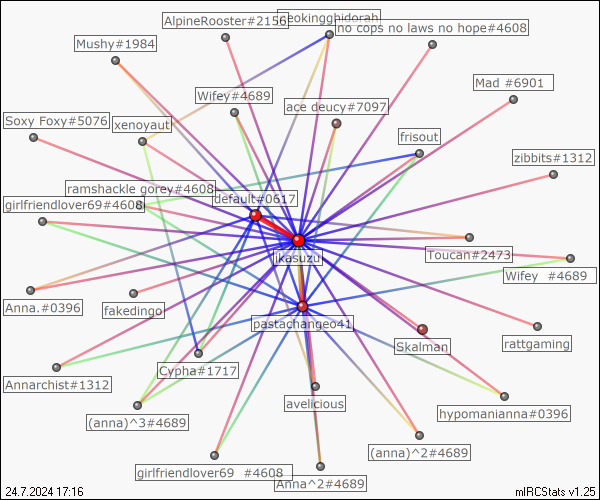 AlpineRooster#2156
neokingghidorah
no cops no laws no hope#4608
Mushy#1984
Mad #6901
Wifey#4689
ace deucy#7097
Soxy Foxy#5076
xenoyaut
frisout
zibbits#1312
ramshackle gorey#4608
default#0617
girlfriendlover69#4608
likasuzu
Toucan#2473
Wifey  #4689
Anna.#0396
fakedingo
pastachangeo41
rattgaming
Skalman
Cypha#1717
Annarchist#1312
avelicious
hypomanianna#0396
(anna)^3#4689
(anna)^2#4689
girlfriendlover69  #4608
Anna^2#4689
24.7.2024 17:16
mIRCStats v1.25